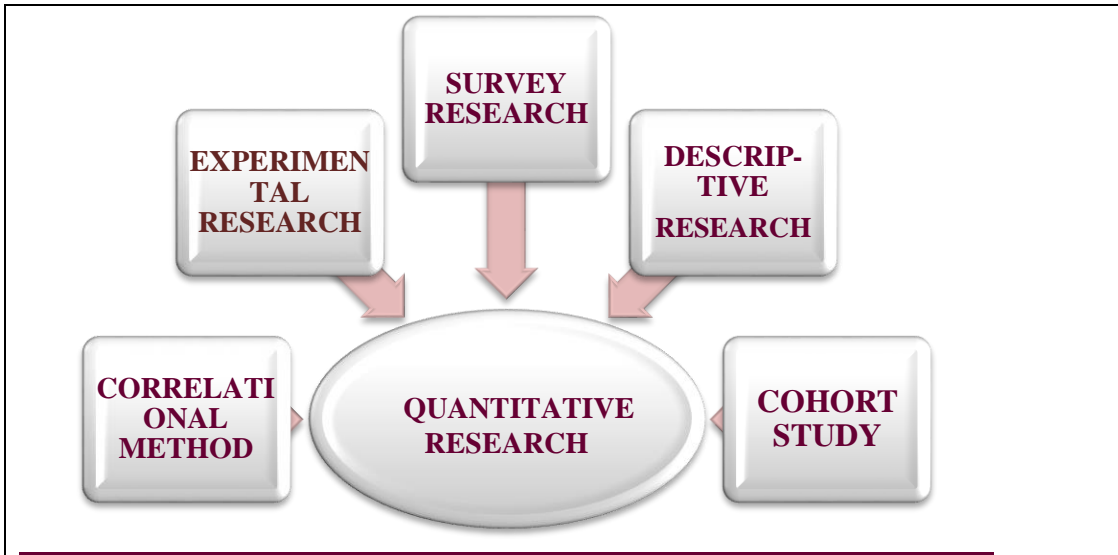 SURVEY
RESEARCH
EXPERIMEN
TAL
RESEARCH
DESCRIP-
TIVE
RESEARCH
CORRELATI
ONAL
METHOD
QUANTITATIVE
RESEARCH
COHORT
STUDY